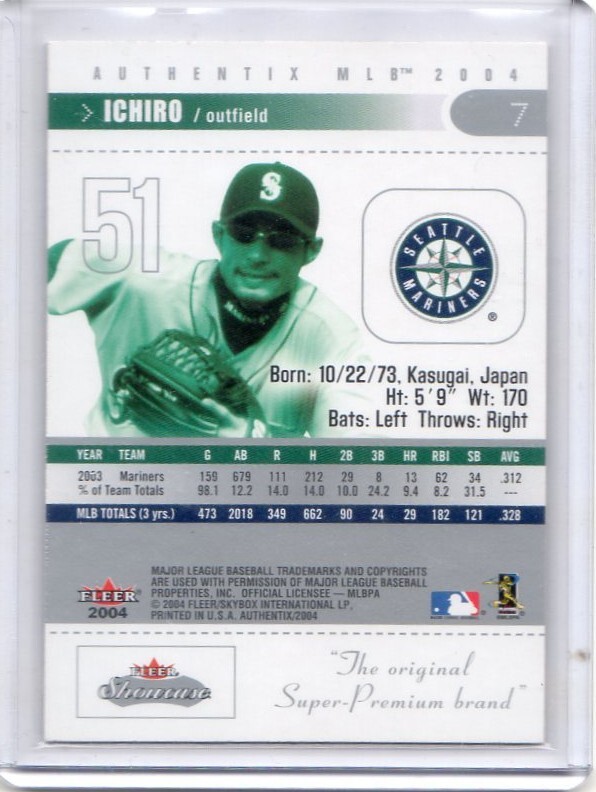 AUTHENTIX MLB™ 2004
ICHIRO / outfield
7
51
S
SEATTLE
MARINERS
®
Born: 10/22/73, Kasugai, Japan
Ht: 5'9" Wt: 170
Bats: Left Throws: Right
YEAR TEAM G AB R H 2B 3B HR RBI SB AVG
2003 Mariners 159 679 111 212 29 8 13 62 34 .312
% of Team Totals 98.1 12.2 14.0 14.0 10.0 24.2 9.4 8.2 31.5 ---
MLB TOTALS (3 yrs.) 473 2018 349 662 90 24 29 182 121 .328
MAJOR LEAGUE BASEBALL TRADEMARKS AND COPYRIGHTS
ARE USED WITH PERMISSION OF MAJOR LEAGUE BASEBALL
PROPERTIES, INC. OFFICIAL LICENSEE – MLBPA
© 2004 FLEER/SKYBOX INTERNATIONAL LP.
PRINTED IN U.S.A. AUTHENTIX/2004
FLEER
2004
FLEER
Showcase
"The original
Super-Premium brand"